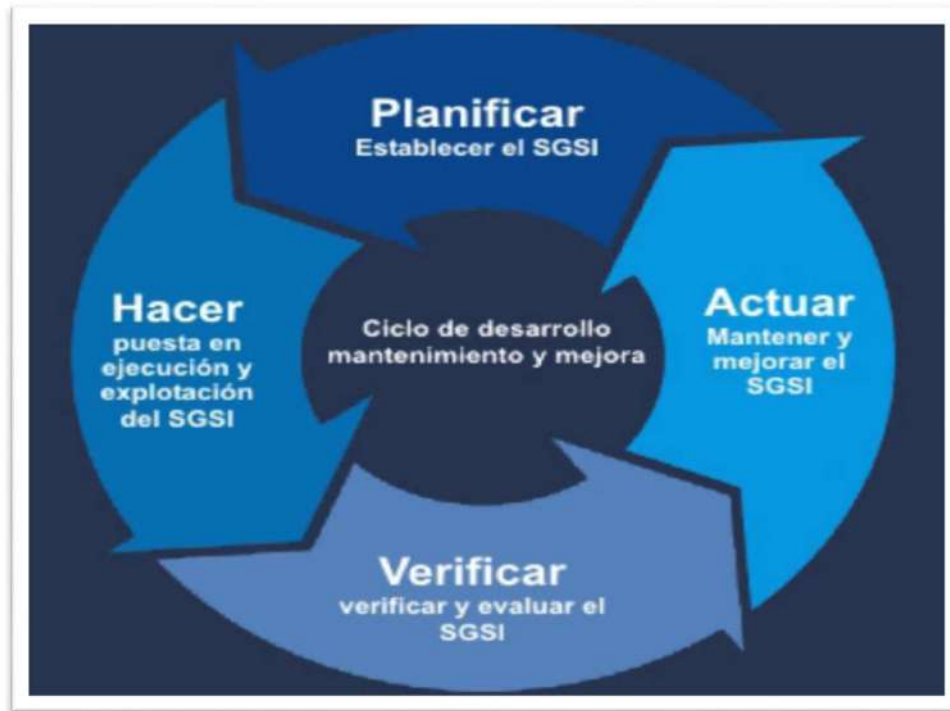 Planificar
Establecer el SGSI
Hacer
puesta en
ejecución y
explotación
del SGSI
Ciclo de desarrollo
mantenimiento y mejora
Actuar
Mantener y
mejorar el
SGSI
Verificar
verificar y evaluar el
SGSI